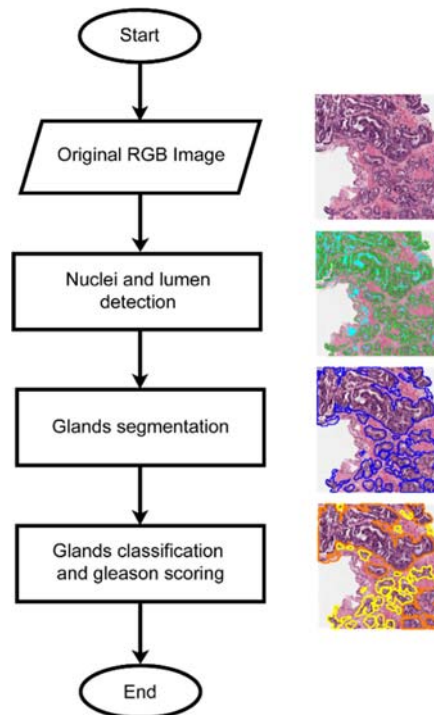 Start
Original RGB Image
Nuclei and lumen
detection
Glands segmentation
Glands classification
and gleason scoring
End